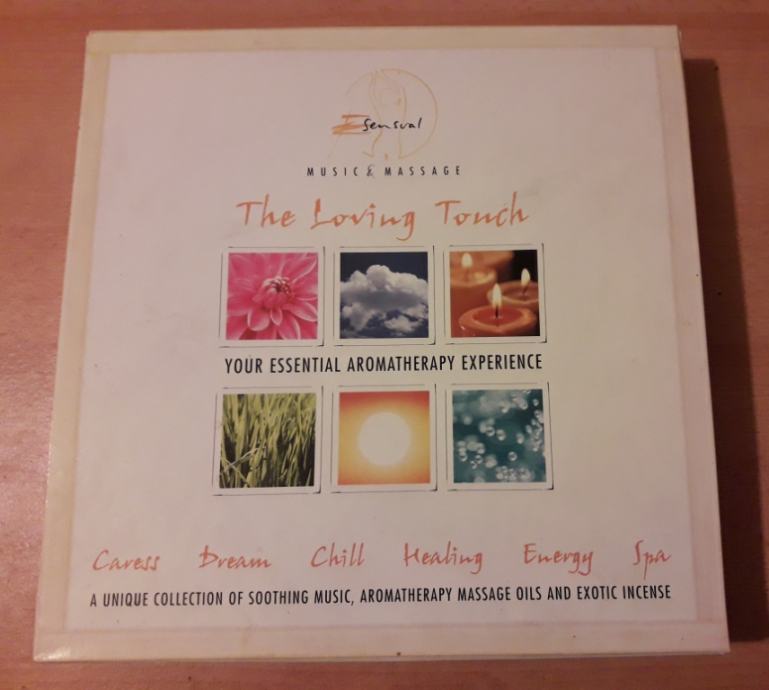 Esensual
MUSIC & MASSAGE
The Loving Touch
YOUR ESSENTIAL AROMATHERAPY EXPERIENCE
Caress Dream Chill Healing Energy Spa
A UNIQUE COLLECTION OF SOOTHING MUSIC, AROMATHERAPY MASSAGE OILS AND EXOTIC INCENSE